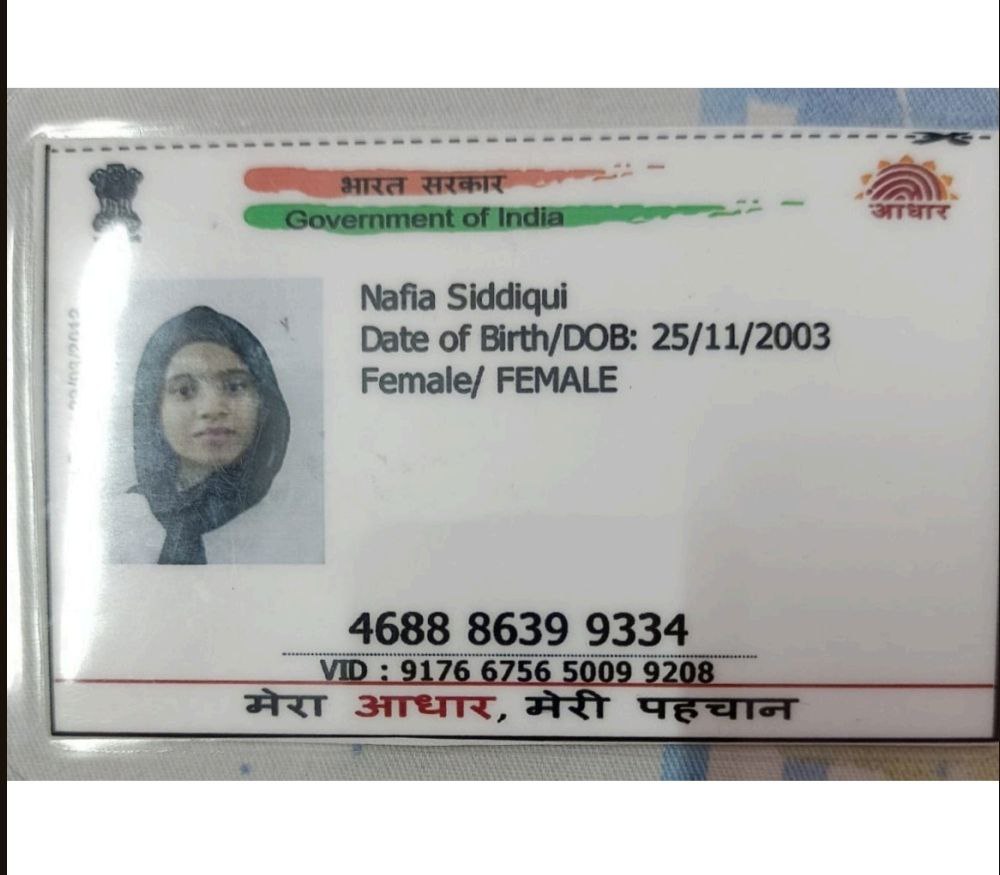 भारत सरकार
Government of India
आधार
Nafia Siddiqui
Date of Birth/DOB: 25/11/2003
Female/ FEMALE
4688 8639 9334
VID : 9176 6756 5009 9208
मेरा आधार, मेरी पहचान